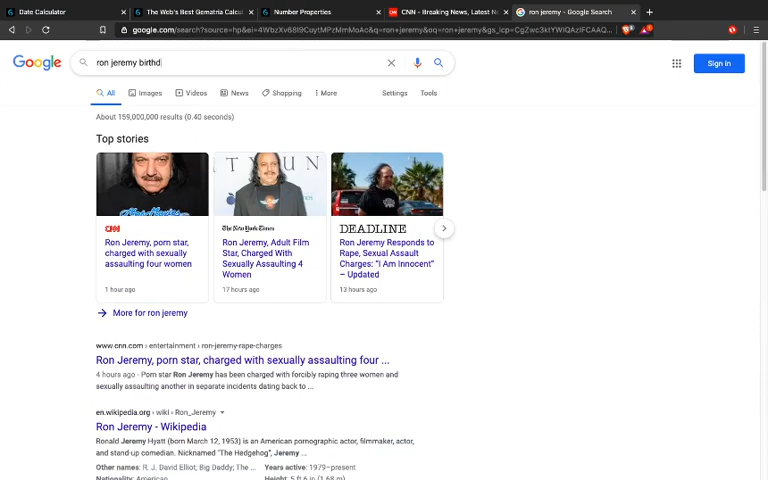 Date Calculator
The Web's Best Gematria Calcul
Number Properties
CNN - Breaking News, Latest N
ron jeremy - Google Search
google.com/search?source=hp&ei=4WbzXv68I9CuytMPzMmMoAc&q=ron+jeremy&oq=ron+jeremy&gs_lcp=CgZwc3ktYWIQAzIFCAAQ...
Google
ron jeremy birthd
Sign in
All Images Videos News Shopping More Settings Tools
About 159,000,000 results (0.40 seconds)
Top stories
CNN
Ron Jeremy, porn star,
charged with sexually
assaulting four women
1 hour ago
The New York Times
Ron Jeremy, Adult Film
Star, Charged With
Sexually Assaulting 4
Women
17 hours ago
DEADLINE
Ron Jeremy Responds to
Rape, Sexual Assault
Charges: "I Am Innocent"
– Updated
13 hours ago
More for ron jeremy
www.cnn.com › entertainment › ron-jeremy-rape-charges
Ron Jeremy, porn star, charged with sexually assaulting four ...
4 hours ago - Porn star Ron Jeremy has been charged with forcibly raping three women and
sexually assaulting another in separate incidents dating back to ...
en.wikipedia.org › wiki › Ron_Jeremy
Ron Jeremy - Wikipedia
Ronald Jeremy Hyatt (born March 12, 1953) is an American pornographic actor, filmmaker, actor,
and stand-up comedian. Nicknamed "The Hedgehog", Jeremy ...
Other names: R. J. David Elliot; Big Daddy; The ... Years active: 1979–present
Nationality: American Height: 5 ft 6 in (1.68 m)